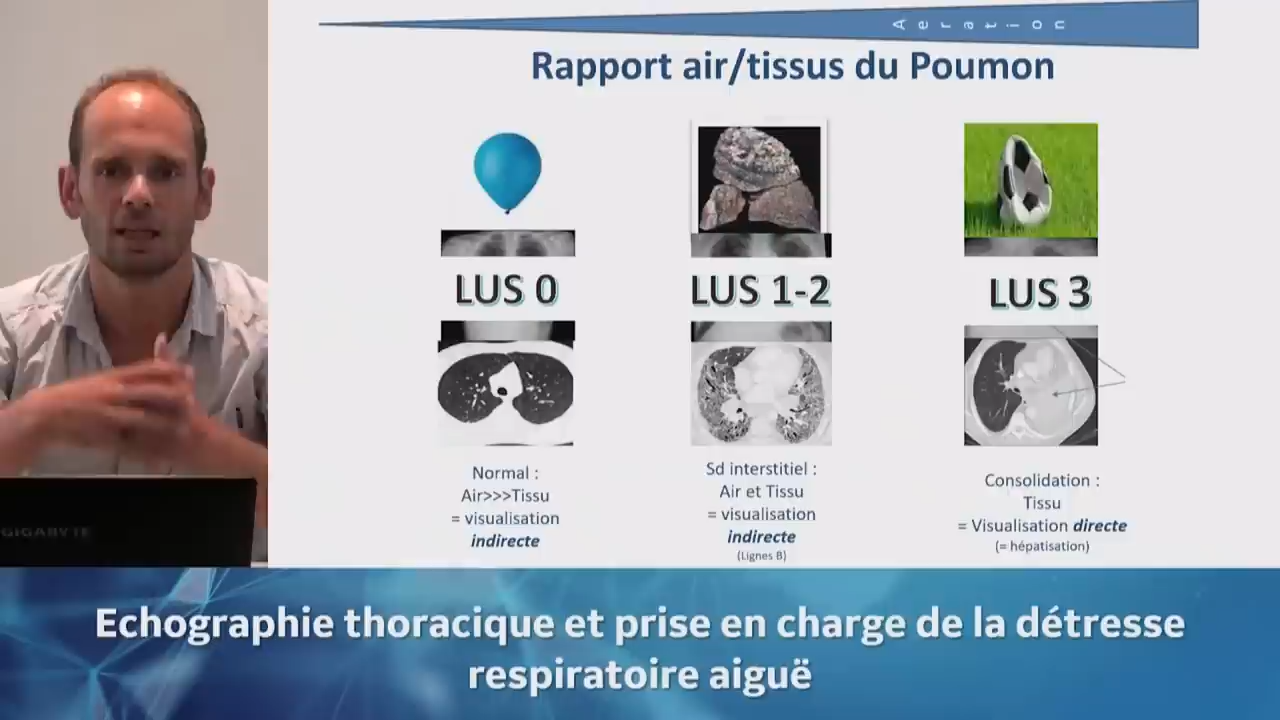 Aeration
Rapport air/tissus du Poumon
LUS 0
LUS 1-2
LUS 3
Normal :
Air>>>Tissu
= visualisation
indirecte
Sd interstitiel :
Air et Tissu
= visualisation
indirecte
(Lignes B)
Consolidation :
Tissu
= Visualisation directe
(= hépatisation)
GIGABYTE
Echographie thoracique et prise en charge de la détresse
respiratoire aiguë